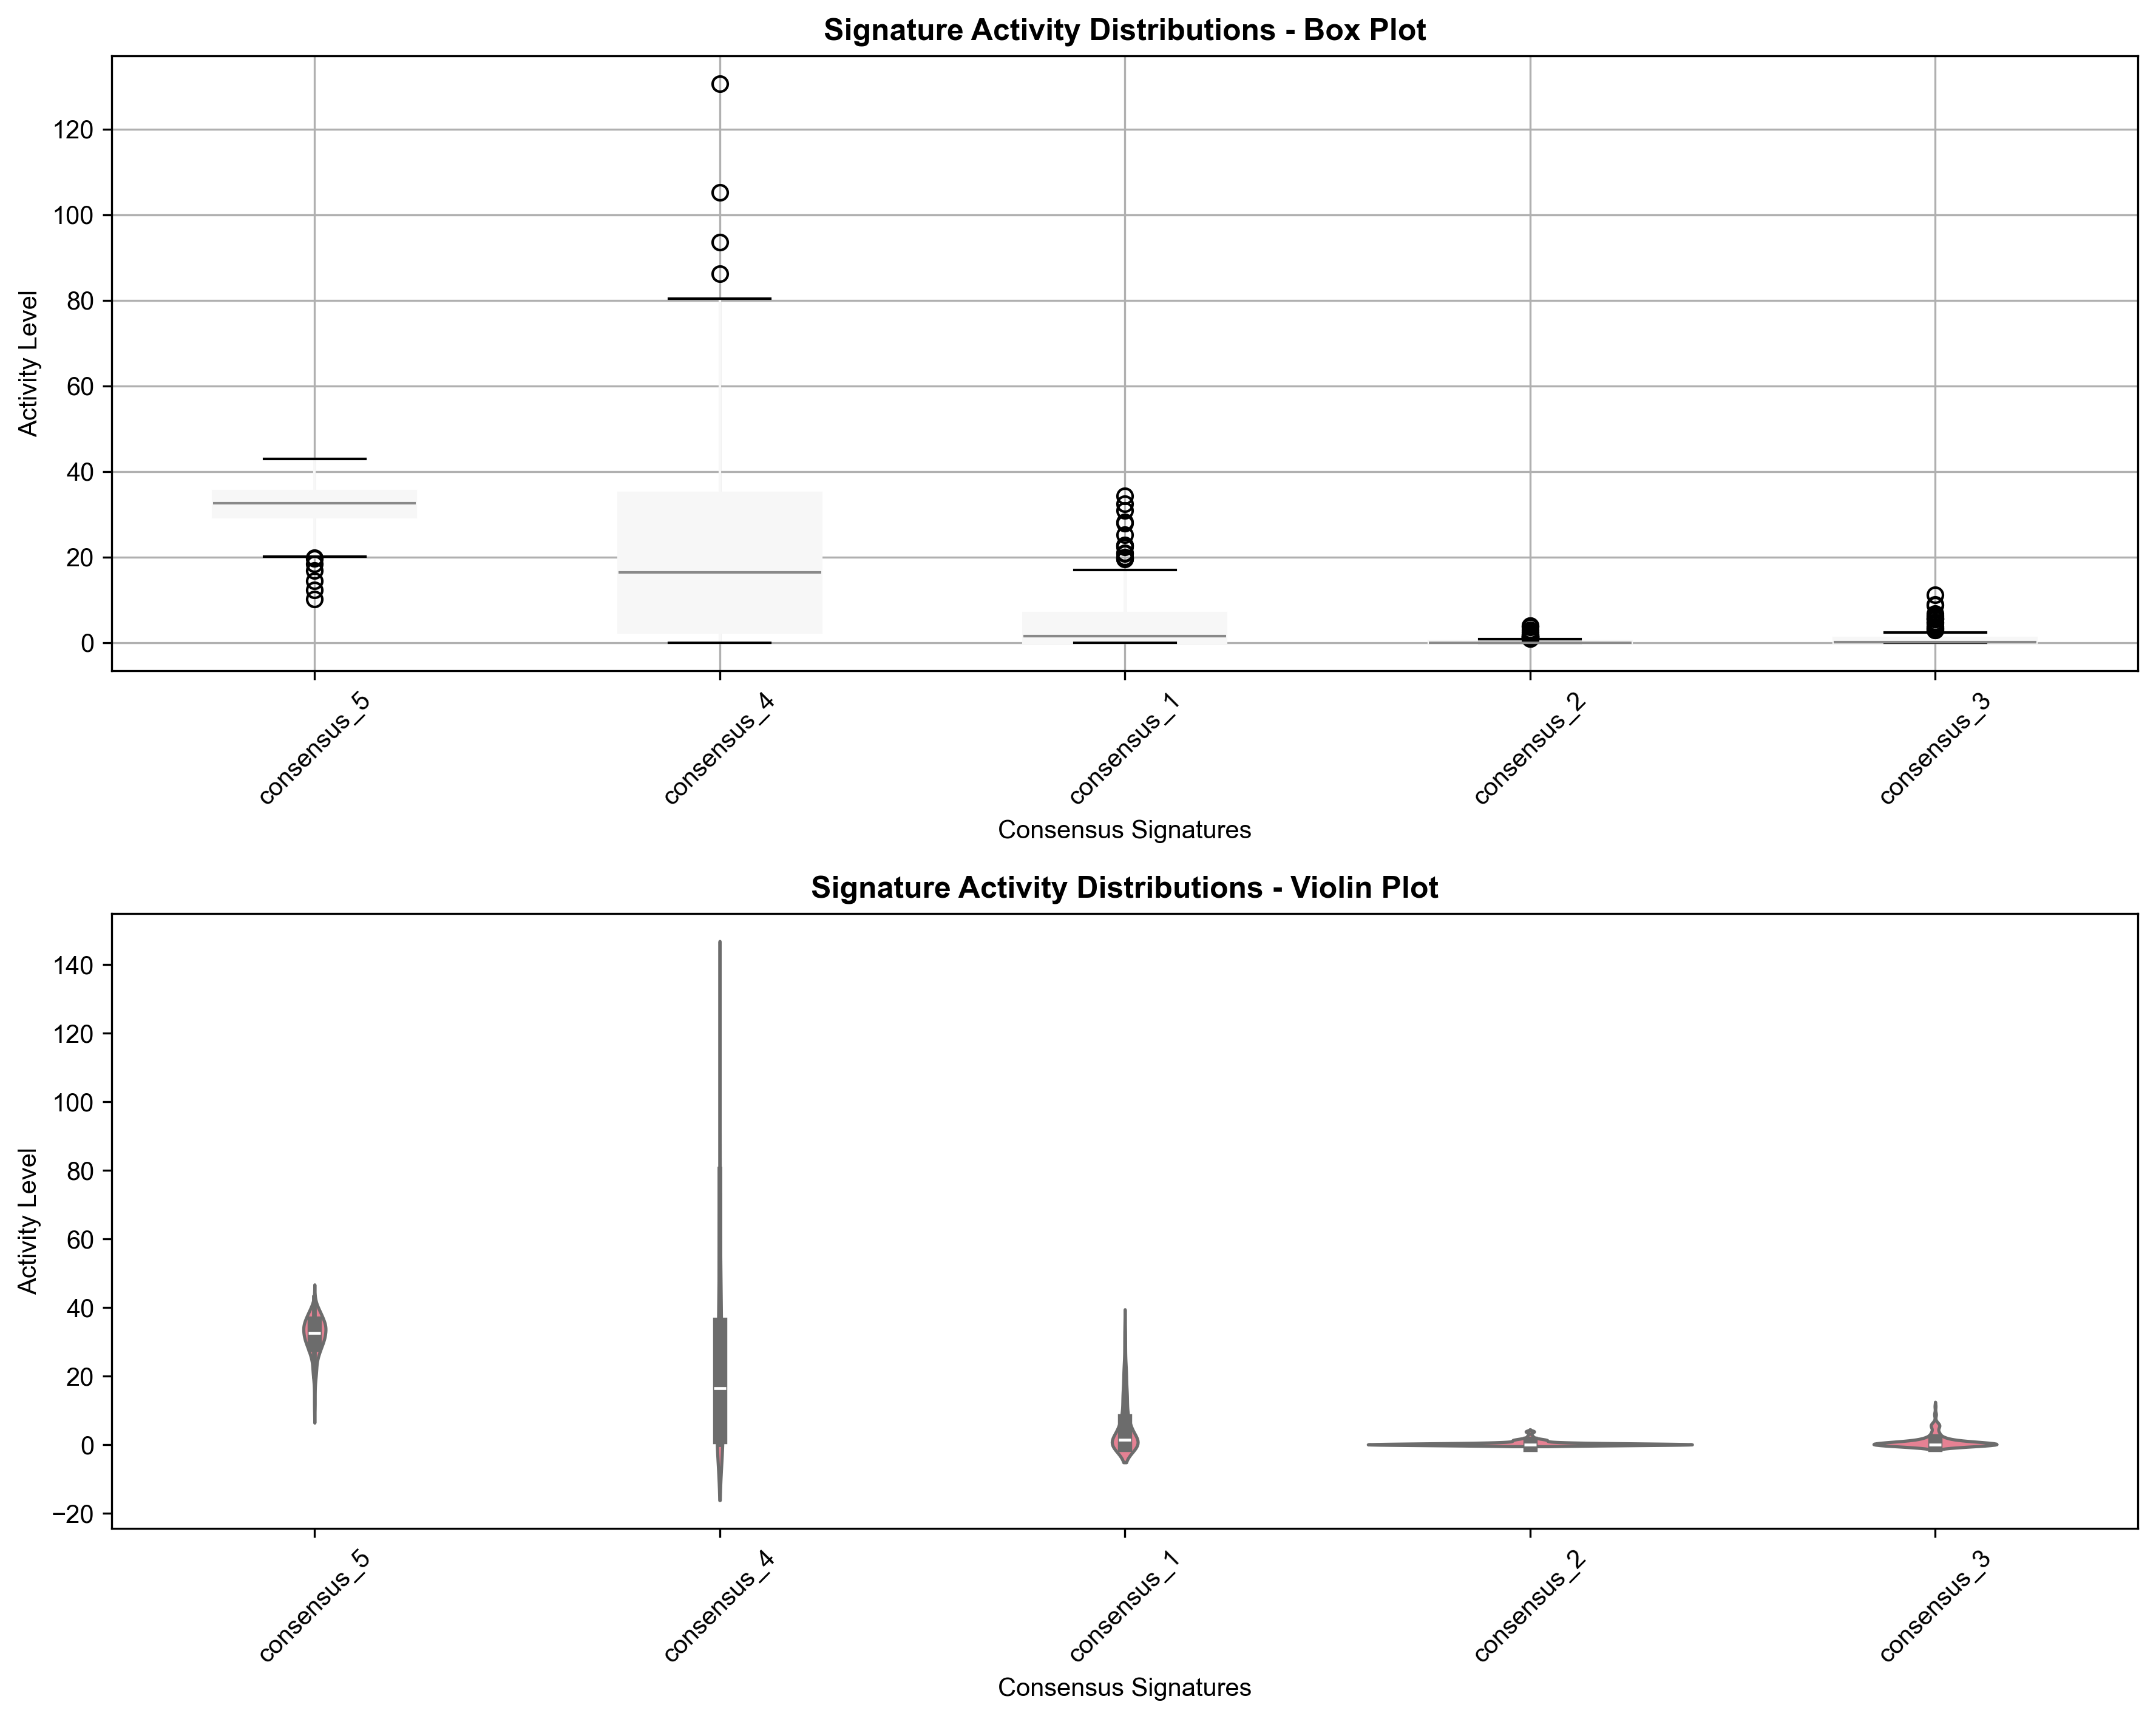 Signature Activity Distributions - Box Plot
Activity Level
120
100
80
60
40
20
0
consensus_5
consensus_4
consensus_1
consensus_2
consensus_3
Consensus Signatures
Signature Activity Distributions - Violin Plot
Activity Level
140
120
100
80
60
40
20
0
−20
consensus_5
consensus_4
consensus_1
consensus_2
consensus_3
Consensus Signatures